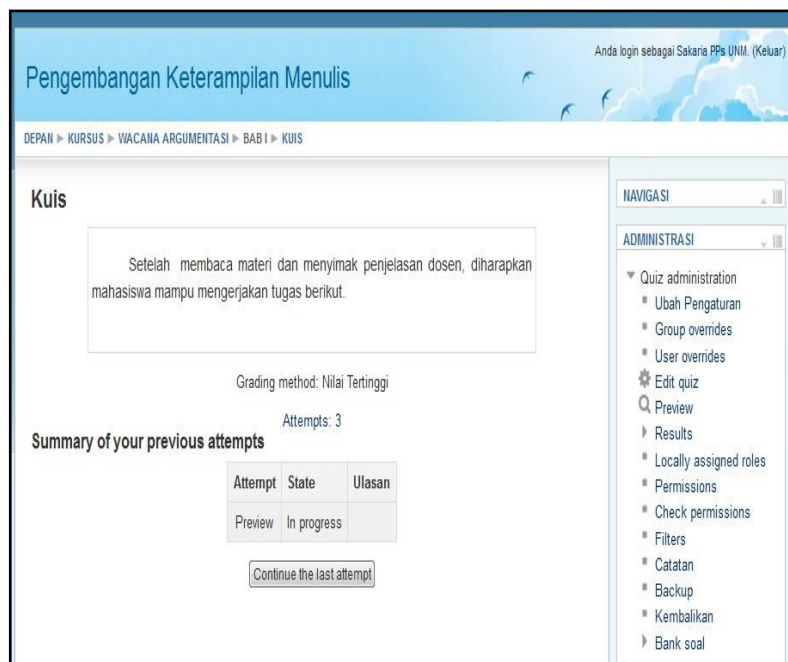 Anda login sebagai Sakaria PPs UNM. (Keluar)
Pengembangan Keterampilan Menulis
DEPAN ► KURSUS ► WACANA ARGUMENTASI ► BAB I ► KUIS
Kuis
Setelah membaca materi dan menyimak penjelasan dosen, diharapkan
mahasiswa mampu mengerjakan tugas berikut.
Grading method: Nilai Tertinggi
Attempts: 3
Summary of your previous attempts
Attempt State Ulasan
Preview In progress
Continue the last attempt
NAVIGASI
ADMINISTRASI
Quiz administration
Ubah Pengaturan
Group overrides
User overrides
Edit quiz
Preview
Results
Locally assigned roles
Permissions
Check permissions
Filters
Catatan
Backup
Kembalikan
Bank soal